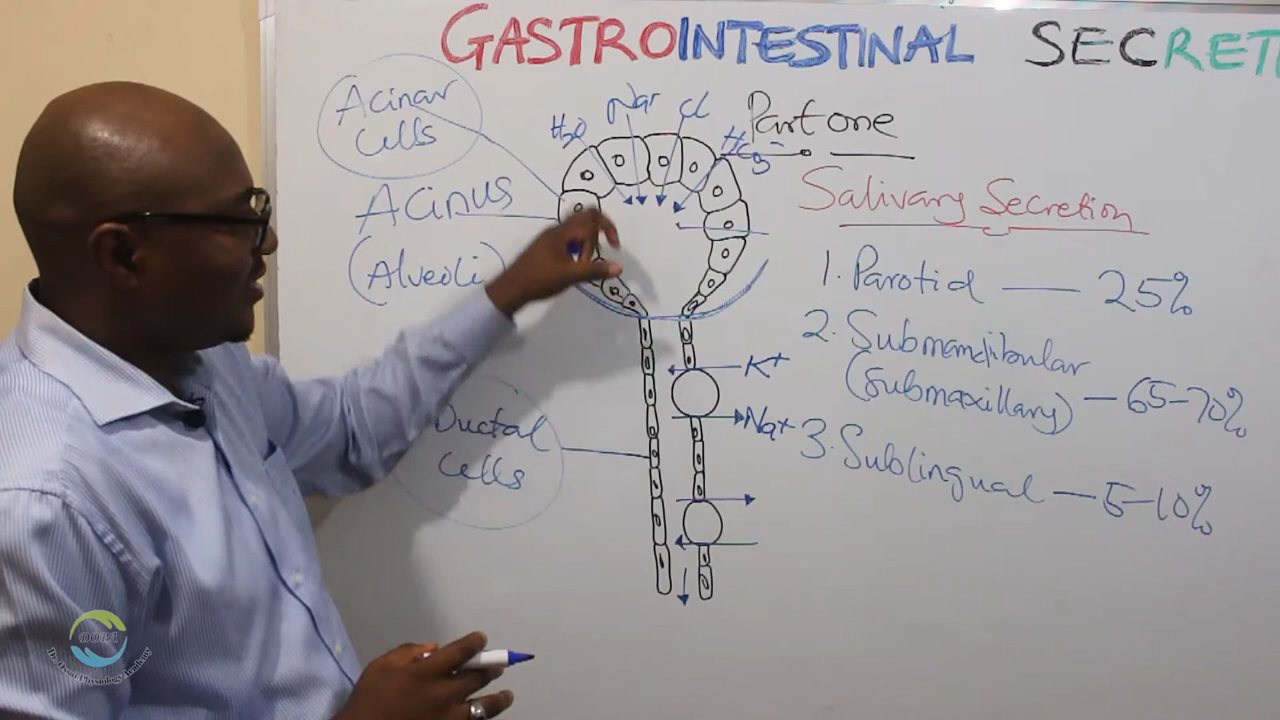 GASTROINTESTINAL SECRET
Part one
Salivary Secretion
1. Parotid — 25%
2. Submandibular
(Submaxillary) — 65-70%
3. Sublingual — 5-10%
Acinar
Cells
Acinus
(Alveoli)
H2O
Na+
Cl
HCO3-
K+
Na+
Ductal
Cells
DOPA